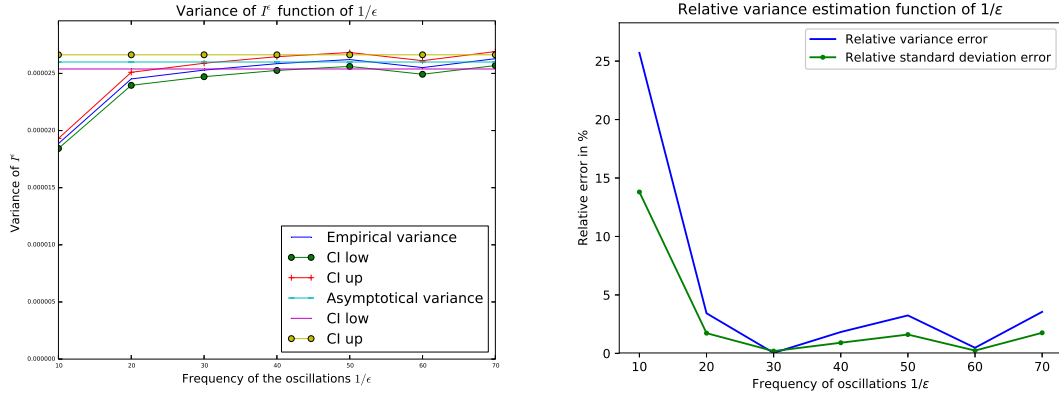 Variance of I^ϵ function of 1/ϵ
Variance of I^ϵ
0.000025
0.000020
0.000015
0.000010
0.000005
0.000000
10 20 30 40 50 60 70
Frequency of the oscillations 1/ϵ
Empirical variance
CI low
CI up
Asymptotical variance
CI low
CI up
Relative variance estimation function of 1/ε
Relative error in %
25
20
15
10
5
0
10 20 30 40 50 60 70
Frequency of oscillations 1/ε
Relative variance error
Relative standard deviation error